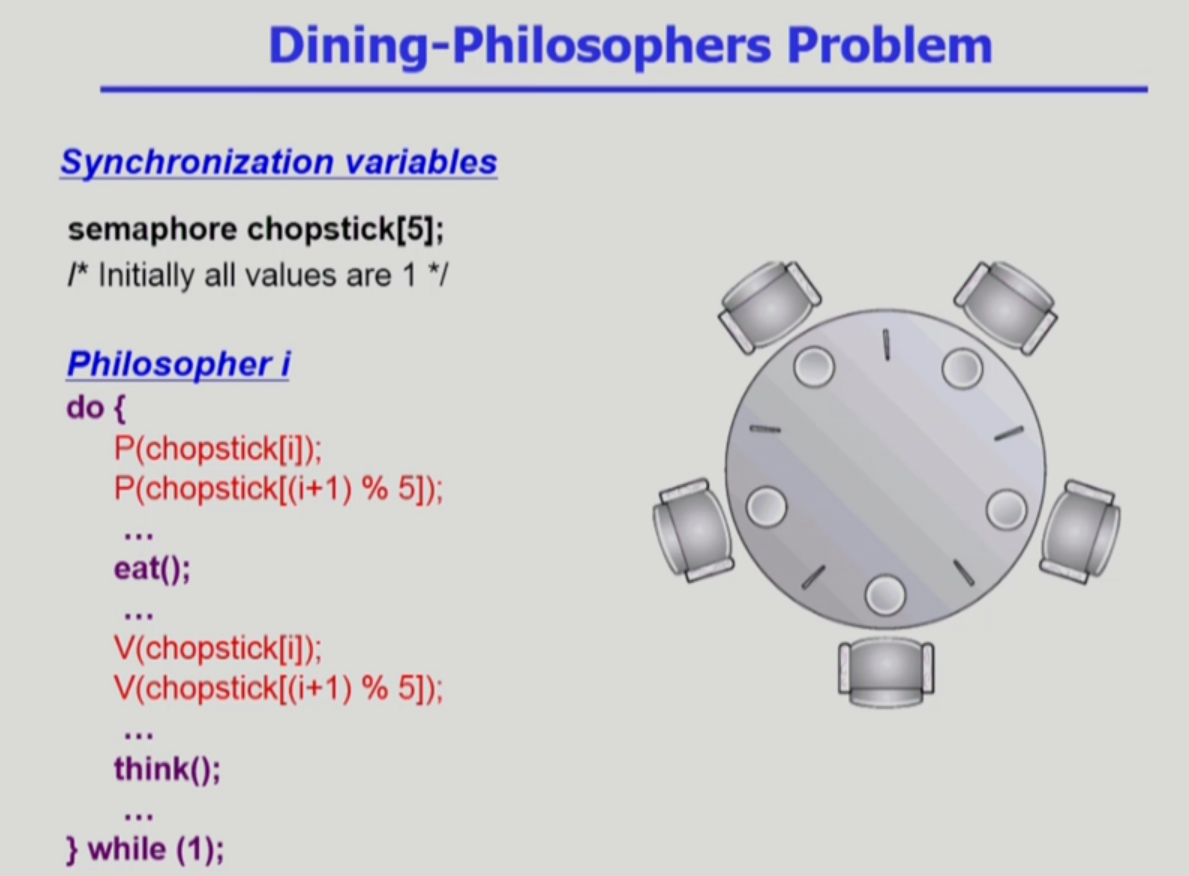 Dining-Philosophers Problem
Synchronization variables
semaphore chopstick[5];
/* Initially all values are 1 */
Philosopher i
do {
P(chopstick[i]);
P(chopstick[(i+1) % 5]);
...
eat();
...
V(chopstick[i]);
V(chopstick[(i+1) % 5]);
...
think();
...
} while (1);